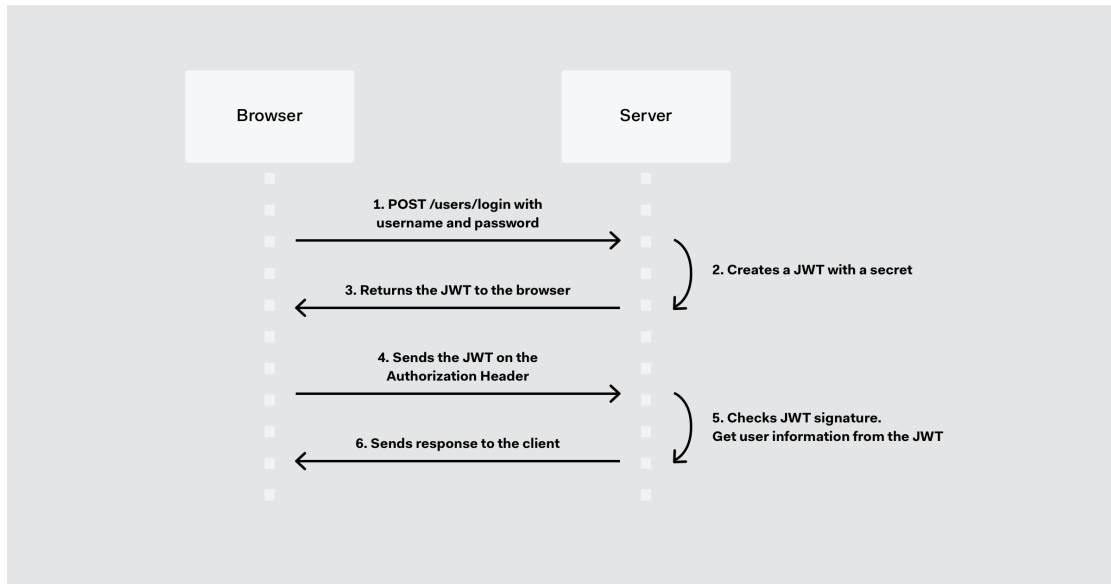 Browser
Server
1. POST /users/login with
username and password
2. Creates a JWT with a secret
3. Returns the JWT to the browser
4. Sends the JWT on the
Authorization Header
5. Checks JWT signature.
Get user information from the JWT
6. Sends response to the client